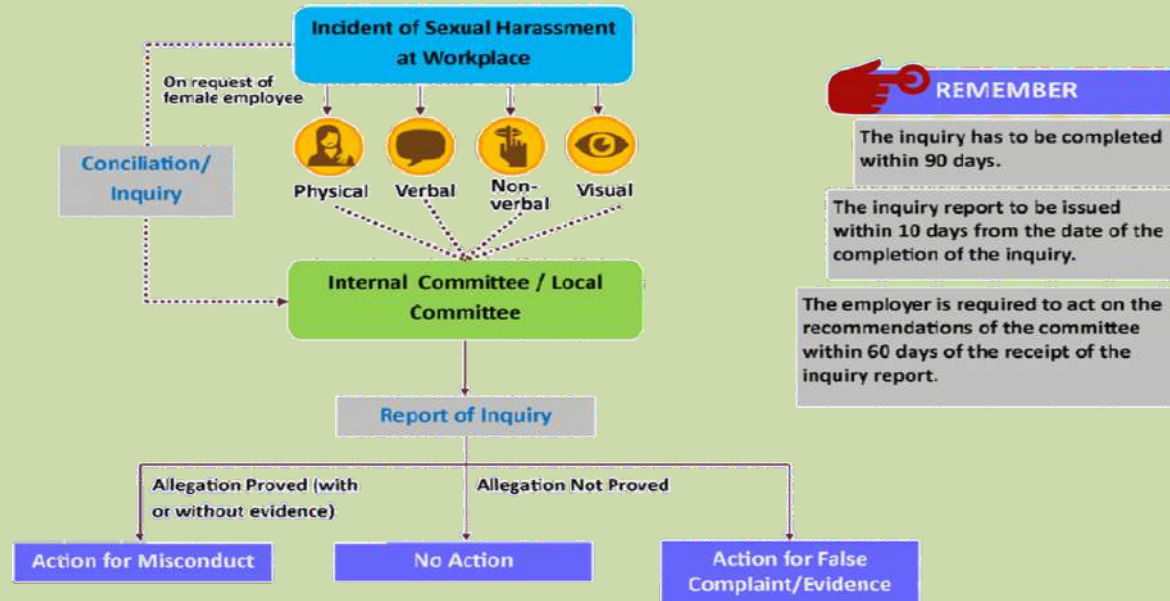 Incident of Sexual Harassment
at Workplace
On request of
female employee
Conciliation/
Inquiry
Physical
Verbal
Non-
verbal
Visual
Internal Committee / Local
Committee
Report of Inquiry
Allegation Proved (with
or without evidence)
Allegation Not Proved
Action for Misconduct
No Action
Action for False
Complaint/Evidence
REMEMBER
The inquiry has to be completed
within 90 days.
The inquiry report to be issued
within 10 days from the date of the
completion of the inquiry.
The employer is required to act on the
recommendations of the committee
within 60 days of the receipt of the
inquiry report.